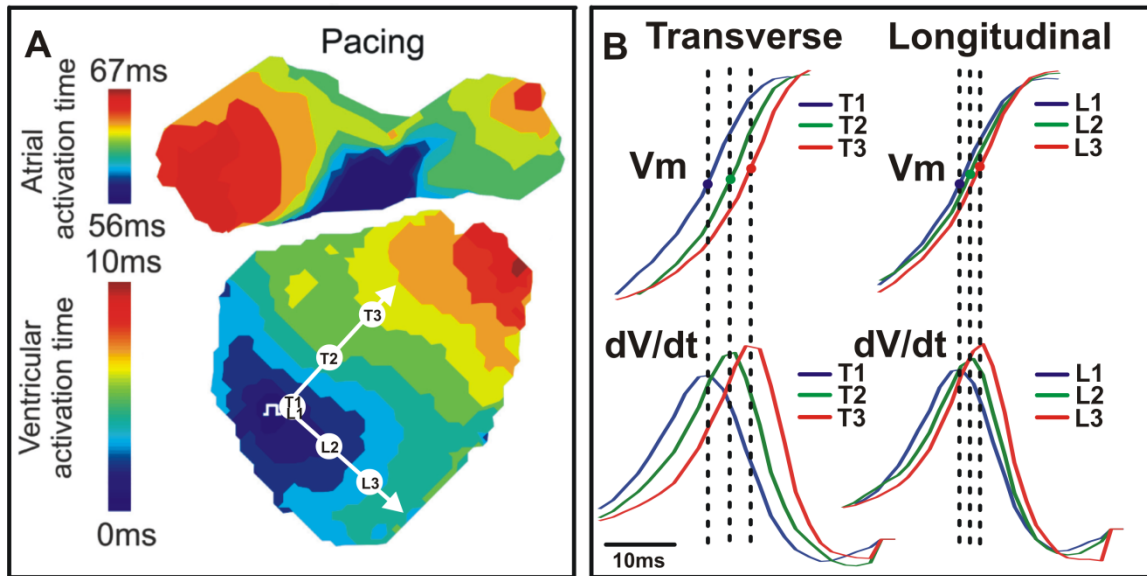 A
Pacing
67ms
Atrial
activation time
56ms
10ms
Ventricular
activation time
0ms
T3
T2
T1
L1
L2
L3
B
Transverse
Longitudinal
T1
T2
T3
Vm
L1
L2
L3
Vm
dV/dt
T1
T2
T3
dV/dt
L1
L2
L3
10ms